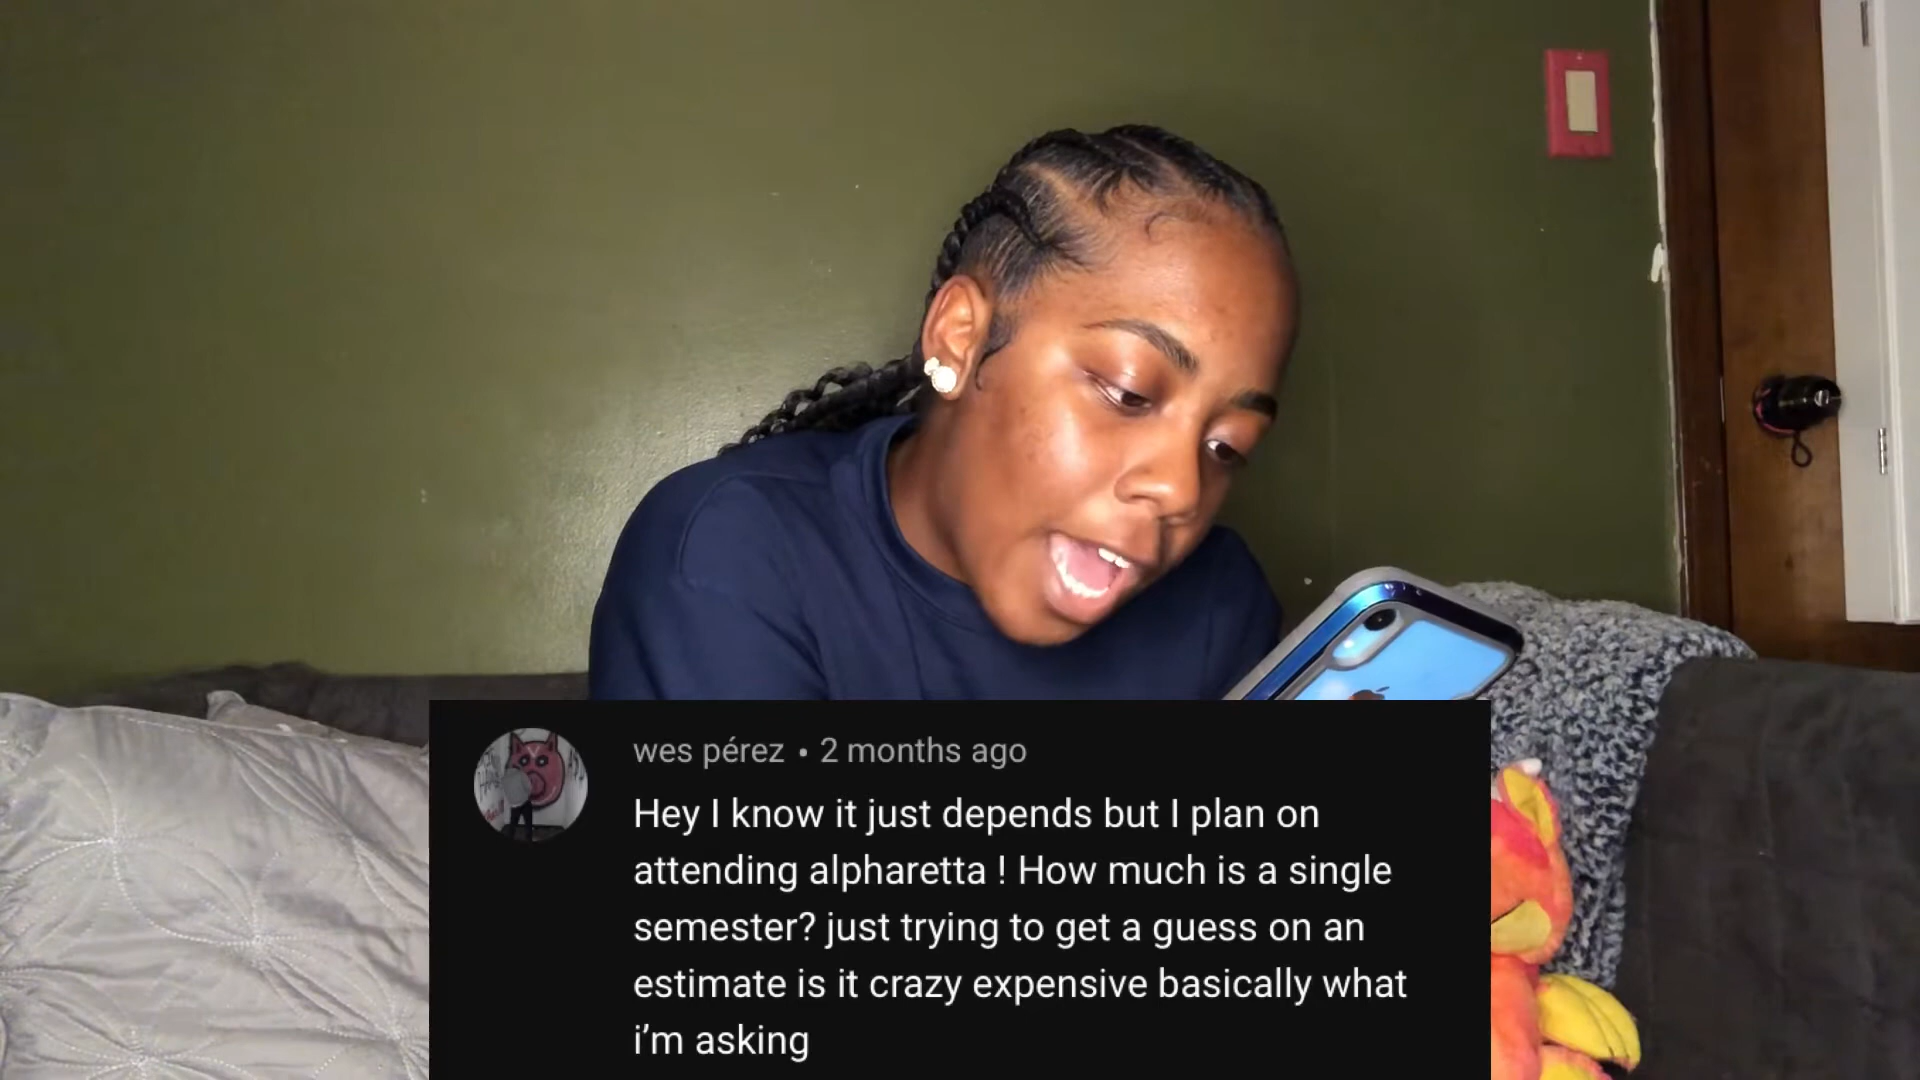 wes pérez • 2 months ago
Hey I know it just depends but I plan on
attending alpharetta ! How much is a single
semester? just trying to get a guess on an
estimate is it crazy expensive basically what
i’m asking